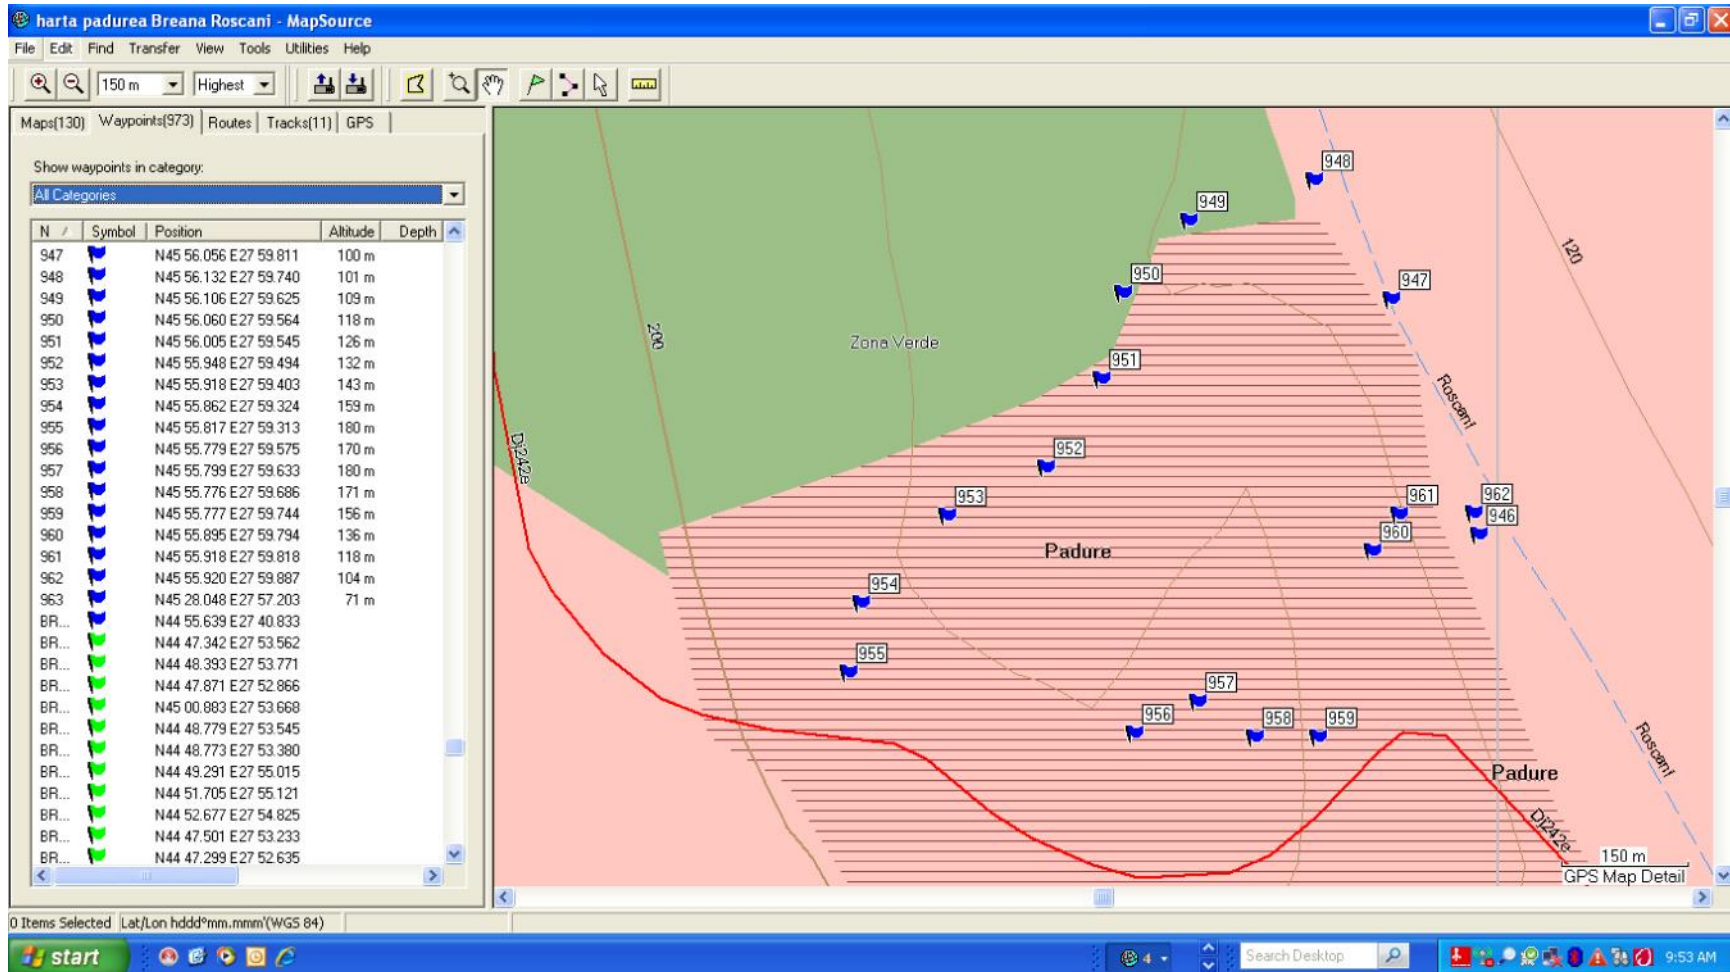 harta padurea Breana Roscani - MapSource
File Edit Find Transfer View Tools Utilities Help
150 m Highest
Maps(130) Waypoints(973) Routes Tracks(11) GPS
Show waypoints in category:
All Categories
N Symbol Position Altitude Depth
947 N45 56.056 E27 59.811 100 m
948 N45 56.132 E27 59.740 101 m
949 N45 56.106 E27 59.625 109 m
950 N45 56.060 E27 59.564 118 m
951 N45 56.005 E27 59.545 126 m
952 N45 55.948 E27 59.494 132 m
953 N45 55.918 E27 59.403 143 m
954 N45 55.862 E27 59.324 159 m
955 N45 55.817 E27 59.313 180 m
956 N45 55.779 E27 59.575 170 m
957 N45 55.799 E27 59.633 180 m
958 N45 55.776 E27 59.686 171 m
959 N45 55.777 E27 59.744 156 m
960 N45 55.895 E27 59.794 136 m
961 N45 55.918 E27 59.818 118 m
962 N45 55.920 E27 59.887 104 m
963 N45 28.048 E27 57.203 71 m
BR... N44 55.639 E27 40.833
BR... N44 47.342 E27 53.562
BR... N44 48.393 E27 53.771
BR... N44 47.871 E27 52.866
BR... N45 00.883 E27 53.668
BR... N44 48.779 E27 53.545
BR... N44 48.773 E27 53.380
BR... N44 49.291 E27 55.015
BR... N44 51.705 E27 55.121
BR... N44 52.677 E27 54.825
BR... N44 47.501 E27 53.233
BR... N44 47.299 E27 52.635
948
949
120
950
947
200
Zona Verde
951
Roscani
Dj242e
952
953
961
962
946
960
Padure
954
955
957
956
958
959
Roscani
Padure
Dj242e
150 m
GPS Map Detail
0 Items Selected Lat/Lon hddd°mm.mmm'(WGS 84)
start 4 Search Desktop 9:53 AM